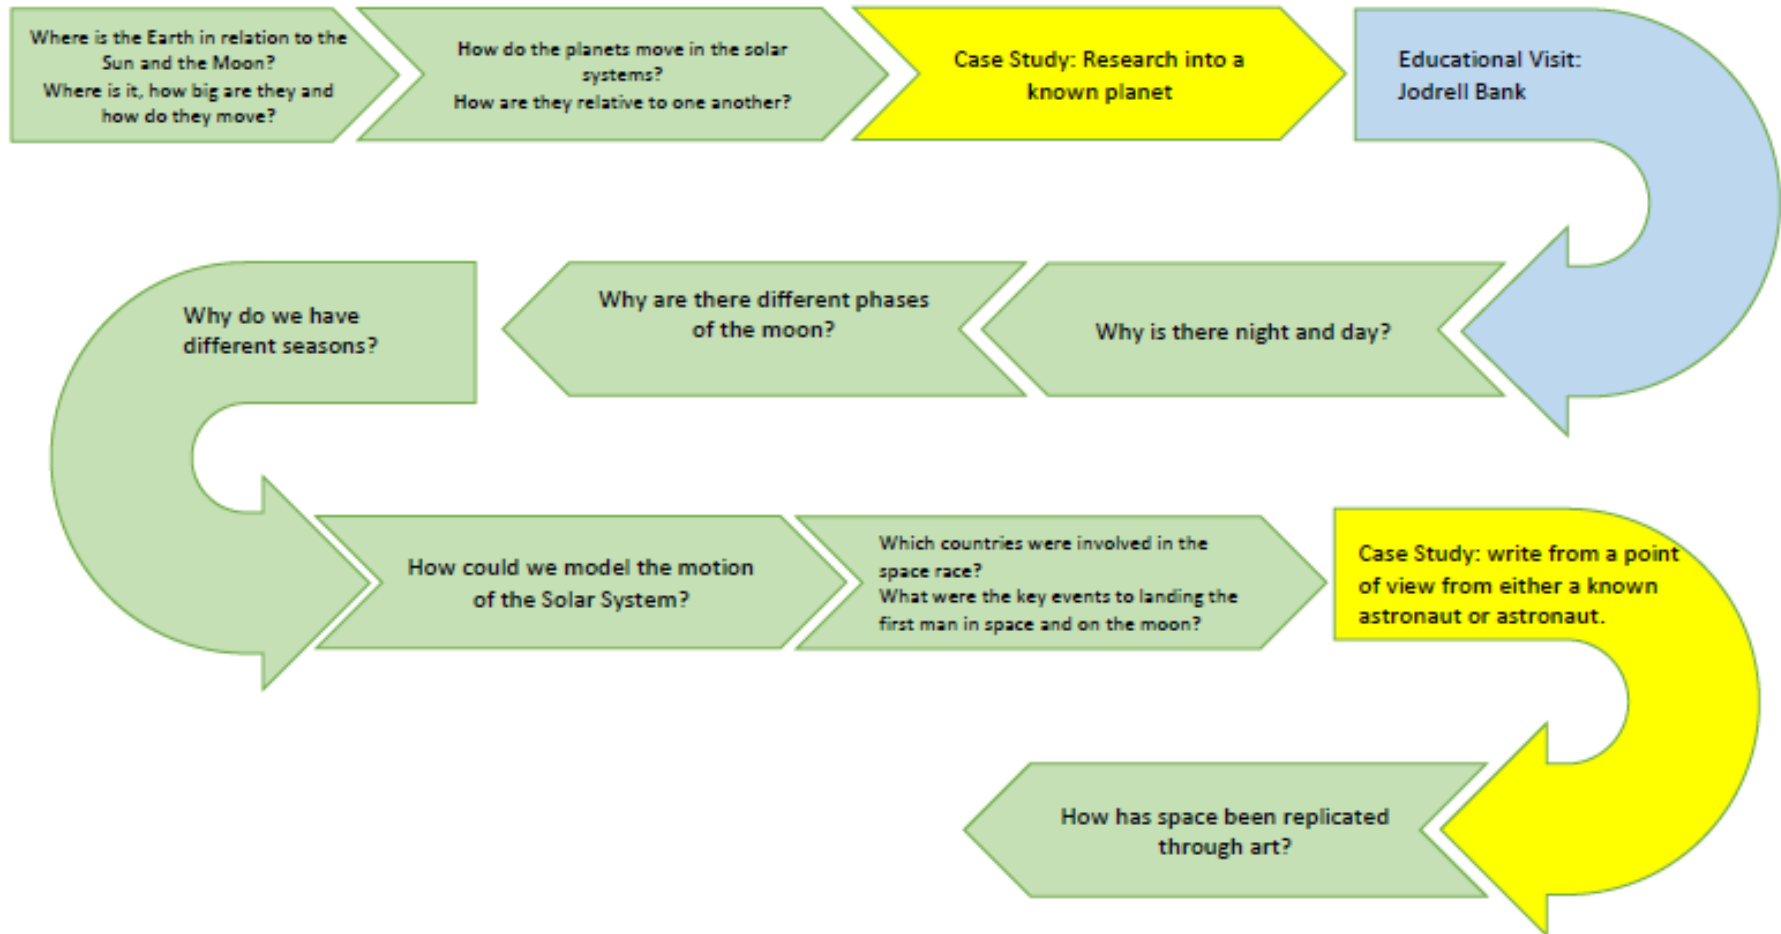 Where is the Earth in relation to the
Sun and the Moon?
Where is it, how big are they and
how do they move?
How do the planets move in the solar
systems?
How are they relative to one another?
Case Study: Research into a
known planet
Educational Visit:
Jodrell Bank
Why is there night and day?
Why are there different phases
of the moon?
Why do we have
different seasons?
How could we model the motion
of the Solar System?
Which countries were involved in the
space race?
What were the key events to landing the
first man in space and on the moon?
Case Study: write from a point
of view from either a known
astronaut or astronaut.
How has space been replicated
through art?